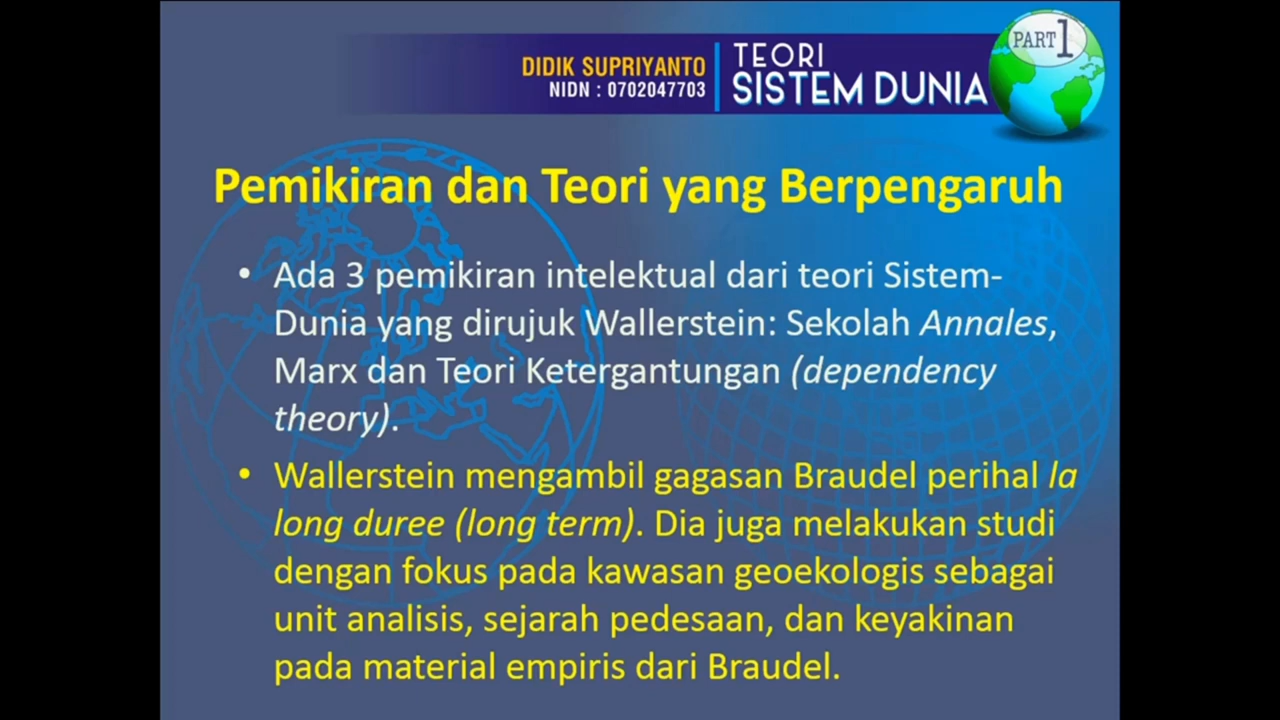 DIDIK SUPRIYANTO
NIDN : 0702047703
TEORI
SISTEM DUNIA
PART 1
Pemikiran dan Teori yang Berpengaruh
• Ada 3 pemikiran intelektual dari teori Sistem-
Dunia yang dirujuk Wallerstein: Sekolah Annales,
Marx dan Teori Ketergantungan (dependency
theory).
• Wallerstein mengambil gagasan Braudel perihal la
long duree (long term). Dia juga melakukan studi
dengan fokus pada kawasan geoekologis sebagai
unit analisis, sejarah pedesaan, dan keyakinan
pada material empiris dari Braudel.